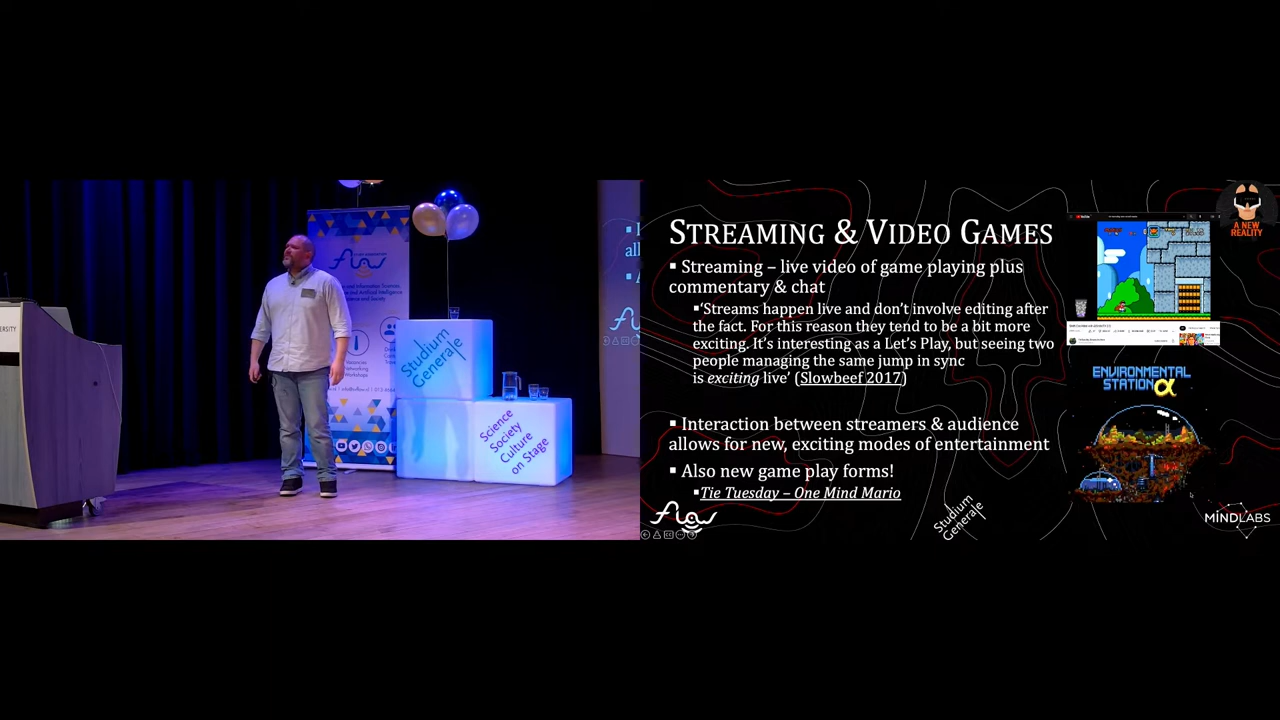 VERSITY
flow
Studium
Generale
Science
Society
Culture
on Stage
STREAMING & VIDEO GAMES
▪ Streaming – live video of game playing plus
commentary & chat
▪‘Streams happen live and don’t involve editing after
the fact. For this reason they tend to be a bit more
exciting. It’s interesting as a Let’s Play, but seeing two
people managing the same jump in sync
is exciting live’ (Slowbeef 2017)
▪ Interaction between streamers & audience
allows for new, exciting modes of entertainment
▪ Also new game play forms!
▪Tie Tuesday – One Mind Mario
A NEW
REALITY
ENVIRONMENTAL
STATION α
flow
Studium
Generale
MINDLABS